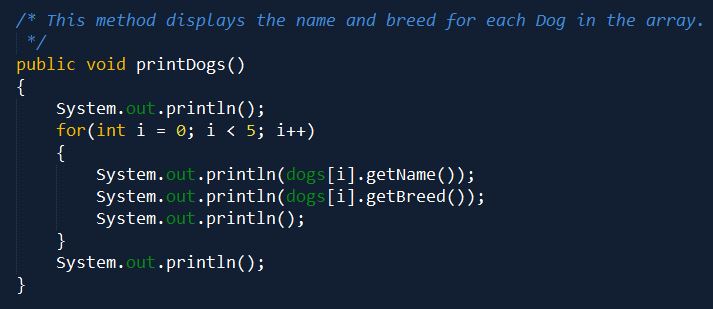 /* This method displays the name and breed for each Dog in the array.
 */
public void printDogs()
{
    System.out.println();
    for(int i = 0; i < 5; i++)
    {
        System.out.println(dogs[i].getName());
        System.out.println(dogs[i].getBreed());
        System.out.println();
    }
    System.out.println();
}